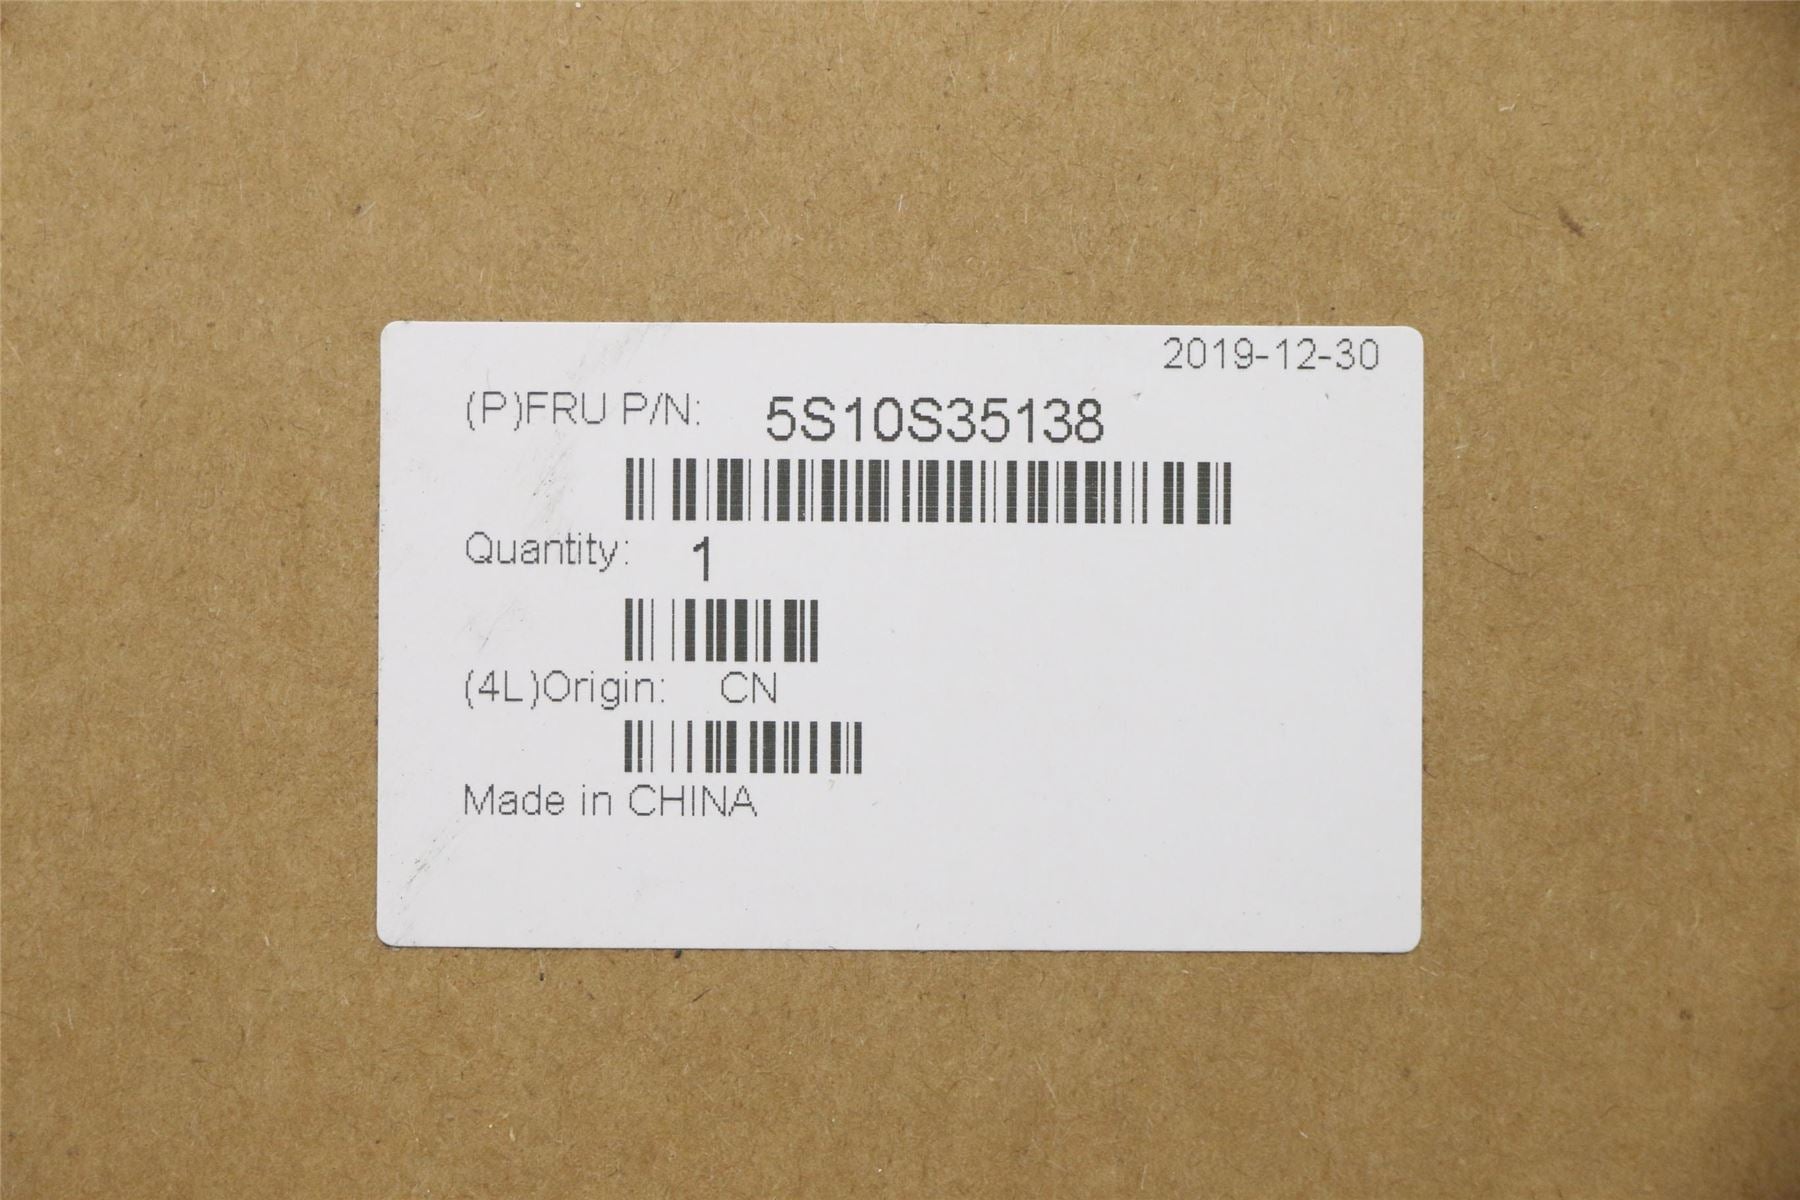 2019-12-30
(P)FRU P/N: 5S10S35138
Quantity: 1
(4L)Origin: CN
Made in CHINA